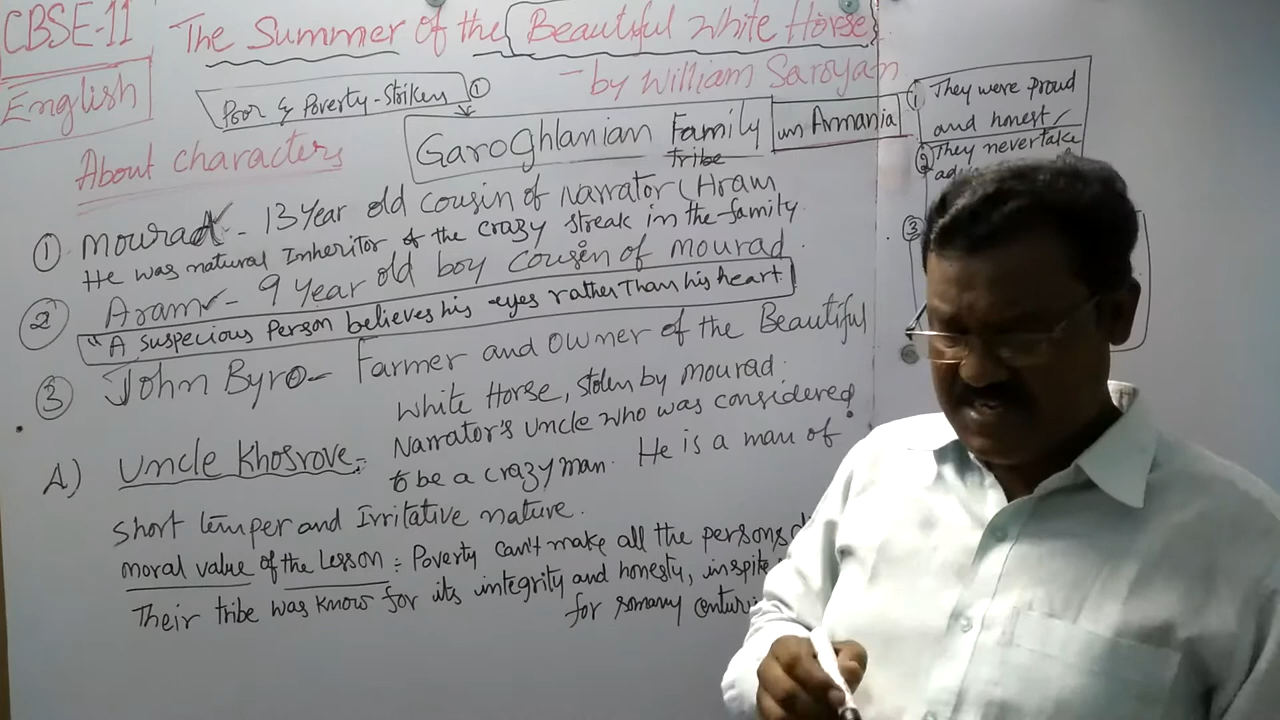 CBSE-11
English
The Summer of the Beautiful White Horse
- by William Saroyan
Poor & Poverty-Striken ①
Garoghlanian Family in Armania
tribe
① They were proud
and honest
② They never take
③
About characters
① Mourad - 13 Year old cousin of Narrator (Hram
He was natural Inheritor of the crazy streak in the family
② Aram - 9 Year old boy cousin of mourad.
"A suspecious Person believes his eyes rather Than his heart.
③ John Byro - Farmer and owner of the Beautiful
White Horse, stolen by mourad.
A) Uncle Khosrove:- Narrator's Uncle who was considered
to be a crazy man. He is a man of
short temper and Irritative nature.
moral value of the lesson: Poverty can't make all the persons
Their tribe was know for its integrity and honesty, inspite
for so many